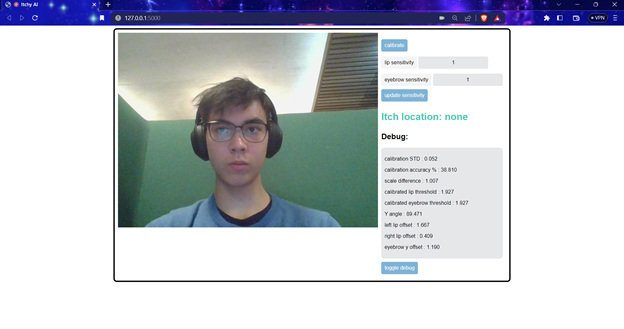 Itchy AI
127.0.0.1:5000
VPN
calibrate
lip sensitivity 1
eyebrow sensitivity 1
update sensitivity
Itch location: none
Debug:
calibration STD : 0.052
calibration accuracy % : 38.810
scale difference : 1.007
calibrated lip threshold : 1.927
calibrated eyebrow threshold : 1.927
Y angle : 89.471
left lip offset : 1.667
right lip offset : 0.409
eyebrow y offset : 1.190
toggle debug